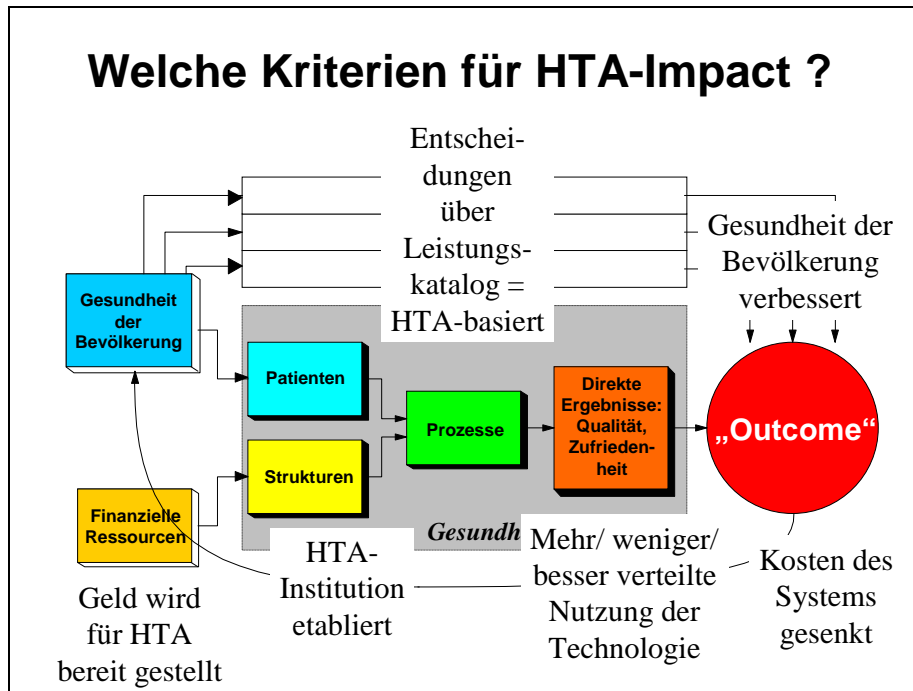 Welche Kriterien für HTA-Impact ?
Entschei-
dungen
über
Leistungs-
katalog =
HTA-basiert
Gesundheit der
Bevölkerung
verbessert
Gesundheit
der
Bevölkerung
Patienten
Prozesse
Direkte
Ergebnisse:
Qualität,
Zufrieden-
heit
„Outcome“
Strukturen
Finanzielle
Ressourcen
Gesundh
HTA-
Institution
etabliert
Mehr/ weniger/
besser verteilte
Nutzung der
Technologie
Kosten des
Systems
gesenkt
Geld wird
für HTA
bereit gestellt